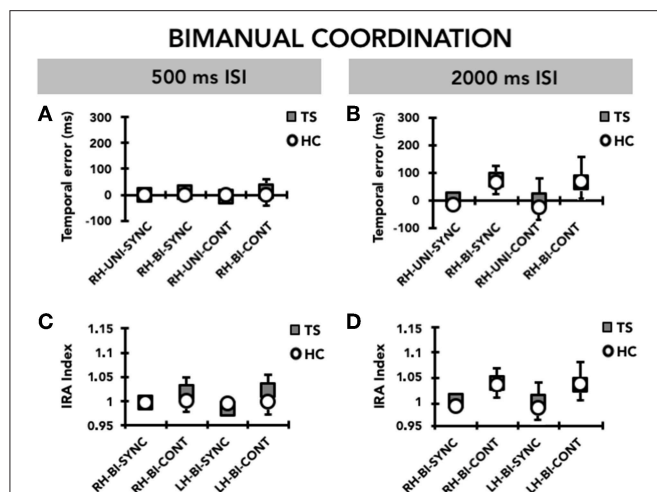 BIMANUAL COORDINATION
500 ms ISI
2000 ms ISI
A
Temporal error (ms)
300
200
100
0
-100
TS
HC
RH-UNI-SYNC
RH-BI-SYNC
RH-UNI-CONT
RH-BI-CONT
B
Temporal error (ms)
300
200
100
0
-100
TS
HC
RH-UNI-SYNC
RH-BI-SYNC
RH-UNI-CONT
RH-BI-CONT
C
IRA Index
1.15
1.1
1.05
1
0.95
TS
HC
RH-BI-SYNC
RH-BI-CONT
LH-BI-SYNC
LH-BI-CONT
D
IRA Index
1.15
1.1
1.05
1
0.95
TS
HC
RH-BI-SYNC
RH-BI-CONT
LH-BI-SYNC
LH-BI-CONT